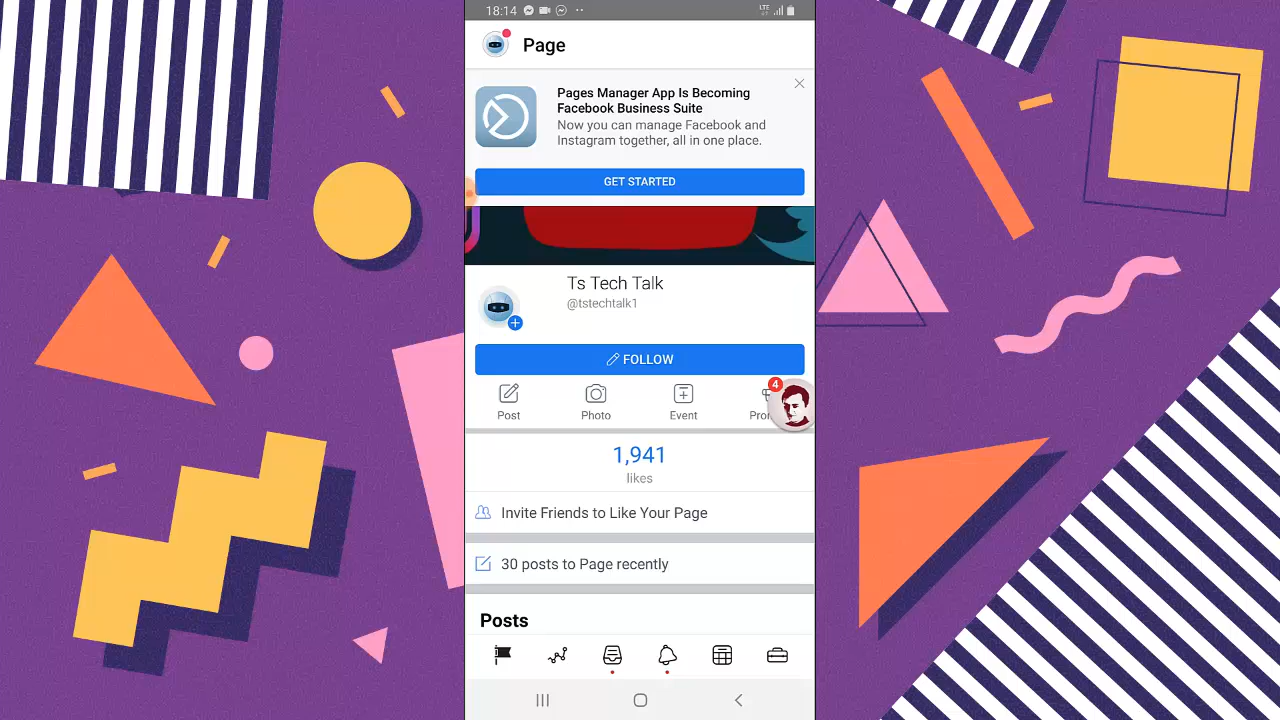 18:14
LTE
Page
Pages Manager App Is Becoming
Facebook Business Suite
Now you can manage Facebook and
Instagram together, all in one place.
GET STARTED
Ts Tech Talk
@tstechtalk1
FOLLOW
Post
Photo
Event
4
1,941
likes
Invite Friends to Like Your Page
30 posts to Page recently
Posts